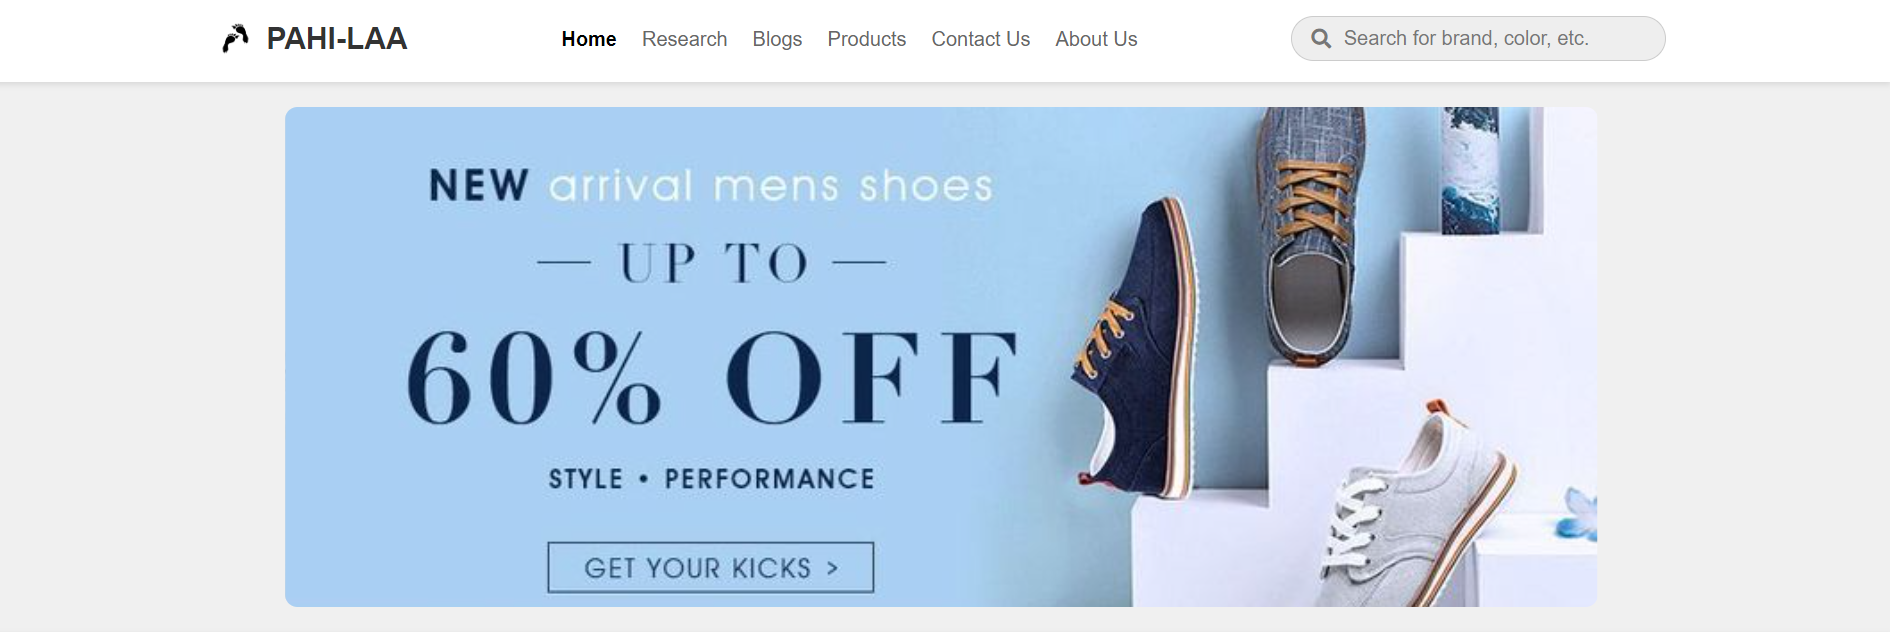 PAHI-LAA
Home Research Blogs Products Contact Us About Us
Search for brand, color, etc.
NEW arrival mens shoes
— UP TO —
60% OFF
STYLE • PERFORMANCE
GET YOUR KICKS >